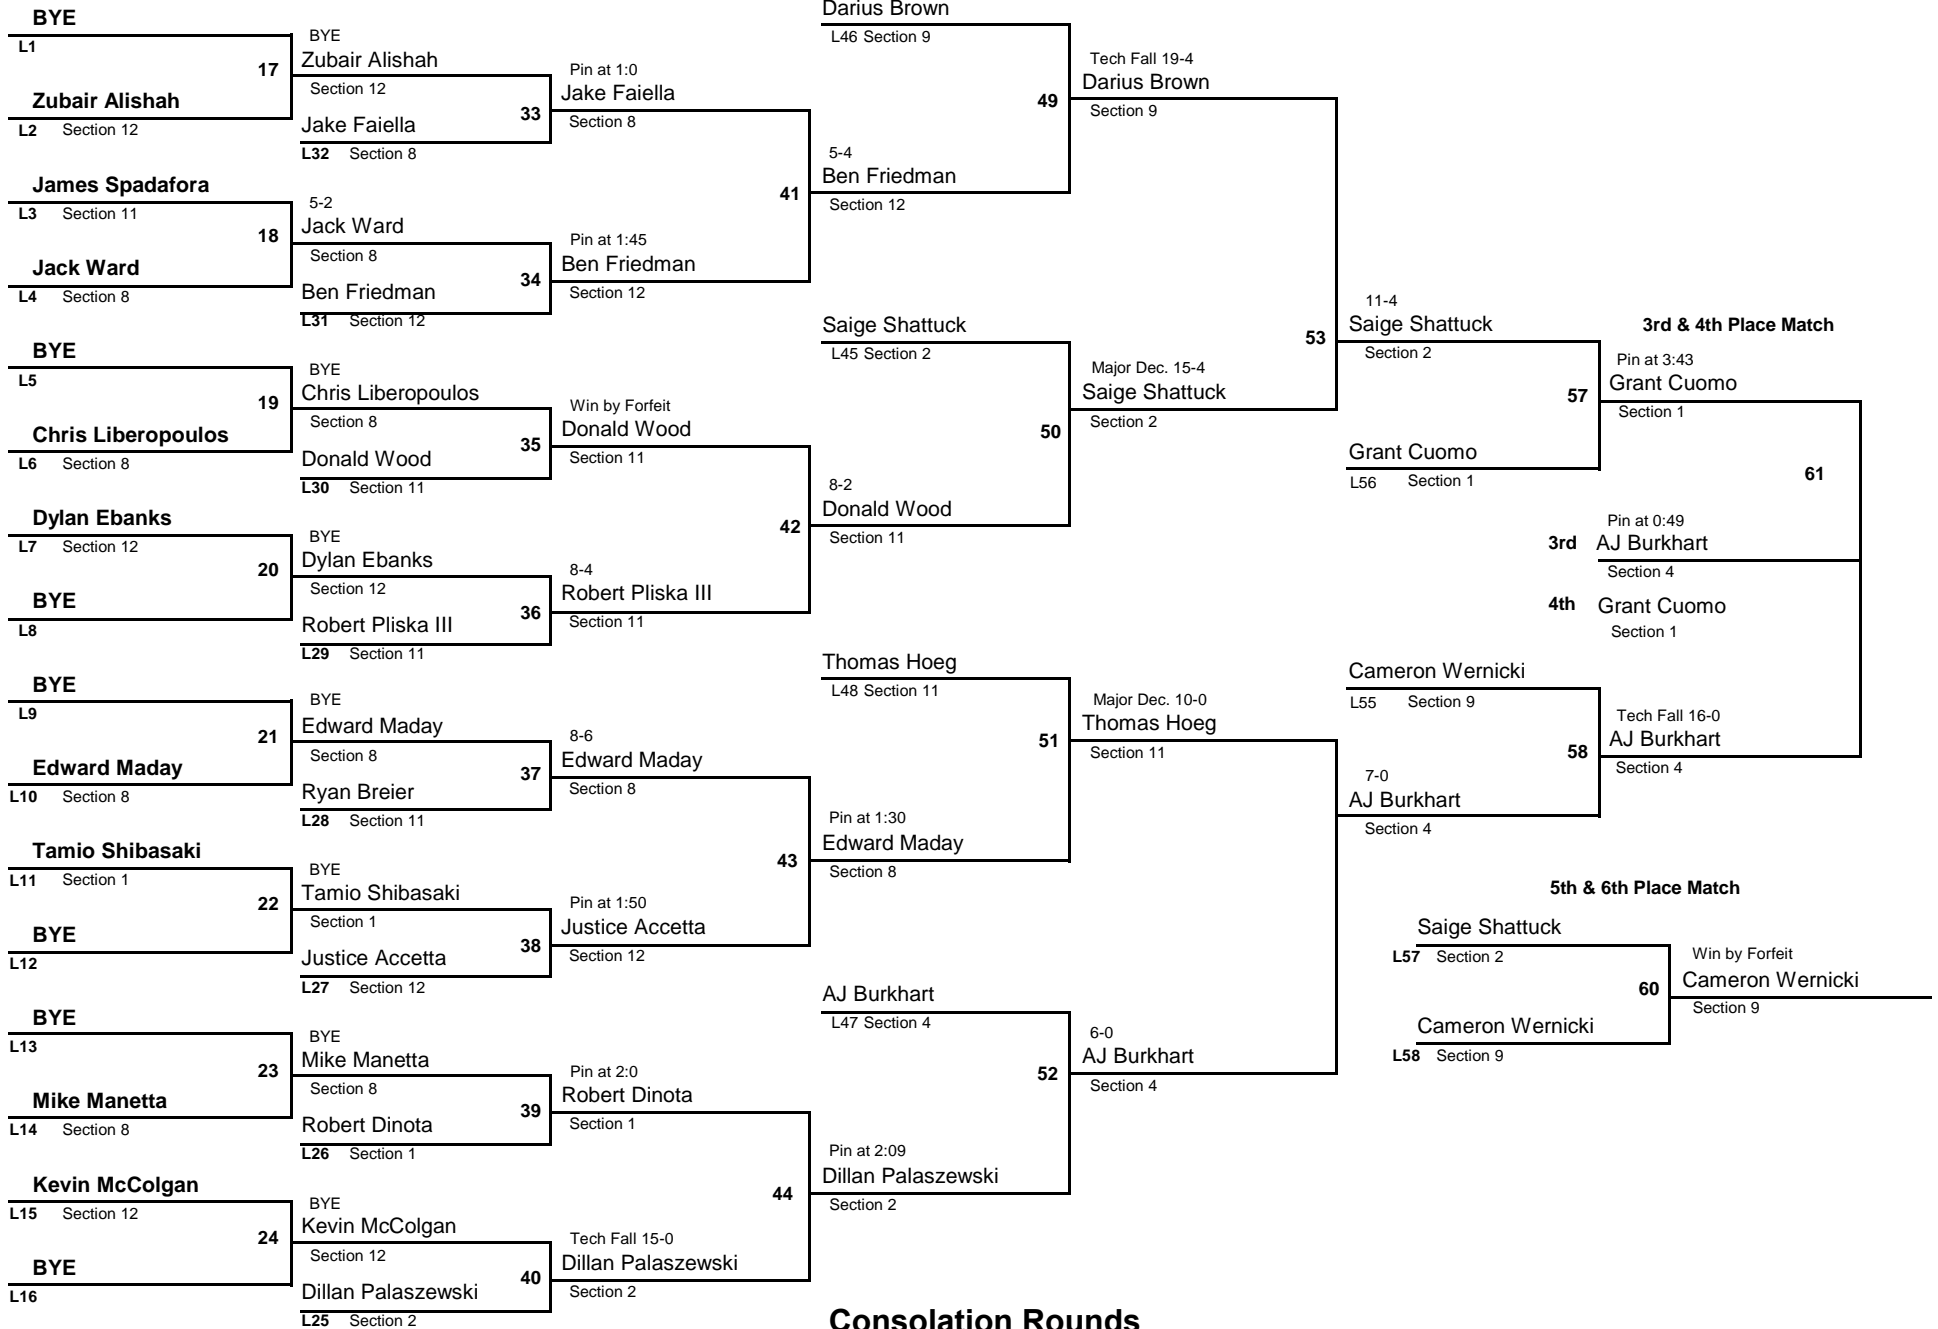 BYE
L1
17
Zubair Alishah
L2 Section 12
James Spadafora
L3 Section 11
18
Jack Ward
L4 Section 8
BYE
L5
19
Chris Liberopoulos
L6 Section 8
Dylan Ebanks
L7 Section 12
20
BYE
L8
BYE
L9
21
Edward Maday
L10 Section 8
Tamio Shibasaki
L11 Section 1
22
BYE
L12
BYE
L13
23
Mike Manetta
L14 Section 8
Kevin McColgan
L15 Section 12
24
BYE
L16
BYE
Zubair Alishah
Section 12
33
Jake Faiella
L32 Section 8
5-2
Jack Ward
Section 8
34
Ben Friedman
L31 Section 12
BYE
Chris Liberopoulos
Section 8
35
Donald Wood
L30 Section 11
BYE
Dylan Ebanks
Section 12
36
Robert Pliska III
L29 Section 11
BYE
Edward Maday
Section 8
37
Ryan Breier
L28 Section 11
BYE
Tamio Shibasaki
Section 1
38
Justice Accetta
L27 Section 12
BYE
Mike Manetta
Section 8
39
Robert Dinota
L26 Section 1
BYE
Kevin McColgan
Section 12
40
Dillan Palaszewski
L25 Section 2
Pin at 1:0
Jake Faiella
Section 8
41
Pin at 1:45
Ben Friedman
Section 12
Win by Forfeit
Donald Wood
Section 11
42
8-4
Robert Pliska III
Section 11
8-6
Edward Maday
Section 8
43
Pin at 1:50
Justice Accetta
Section 12
Pin at 2:0
Robert Dinota
Section 1
44
Tech Fall 15-0
Dillan Palaszewski
Section 2
Darius Brown
L46 Section 9
49
5-4
Ben Friedman
Section 12
Saige Shattuck
L45 Section 2
50
8-2
Donald Wood
Section 11
Thomas Hoeg
L48 Section 11
51
Pin at 1:30
Edward Maday
Section 8
AJ Burkhart
L47 Section 4
52
Pin at 2:09
Dillan Palaszewski
Section 2
Tech Fall 19-4
Darius Brown
Section 9
53
Major Dec. 15-4
Saige Shattuck
Section 2
Major Dec. 10-0
Thomas Hoeg
Section 11
6-0
AJ Burkhart
Section 4
11-4
Saige Shattuck
Section 2
57
Grant Cuomo
L56 Section 1
Cameron Wernicki
L55 Section 9
58
7-0
AJ Burkhart
Section 4
3rd & 4th Place Match
Pin at 3:43
Grant Cuomo
Section 1
61
Pin at 0:49
3rd AJ Burkhart
Section 4
4th Grant Cuomo
Section 1
Tech Fall 16-0
AJ Burkhart
Section 4
5th & 6th Place Match
Saige Shattuck
L57 Section 2
60
Cameron Wernicki
L58 Section 9
Win by Forfeit
Cameron Wernicki
Section 9
Consolation Rounds